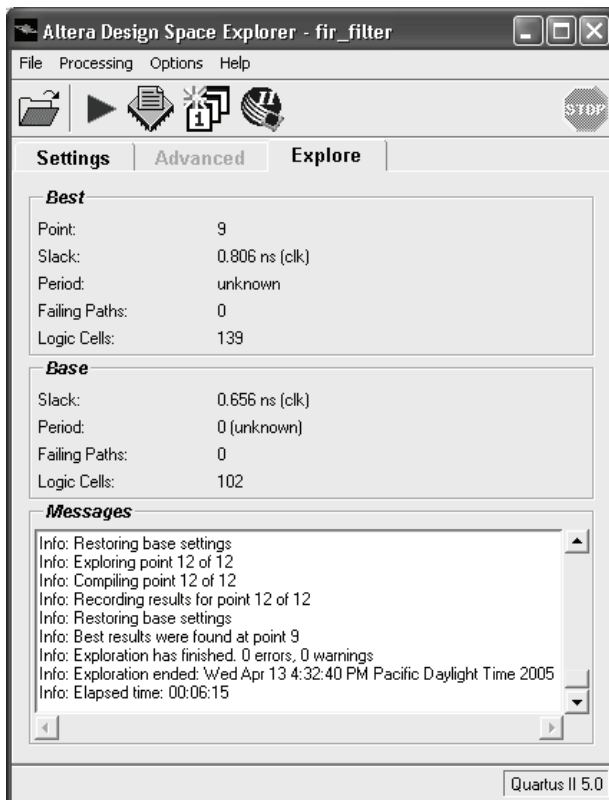 Altera Design Space Explorer - fir_filter
File Processing Options Help
STOP
Settings Advanced Explore
Best
Point: 9
Slack: 0.806 ns (clk)
Period: unknown
Failing Paths: 0
Logic Cells: 139
Base
Slack: 0.656 ns (clk)
Period: 0 (unknown)
Failing Paths: 0
Logic Cells: 102
Messages
Info: Restoring base settings
Info: Exploring point 12 of 12
Info: Compiling point 12 of 12
Info: Recording results for point 12 of 12
Info: Restoring base settings
Info: Best results were found at point 9
Info: Exploration has finished. 0 errors, 0 warnings
Info: Exploration ended: Wed Apr 13 4:32:40 PM Pacific Daylight Time 2005
Info: Elapsed time: 00:06:15
Quartus II 5.0